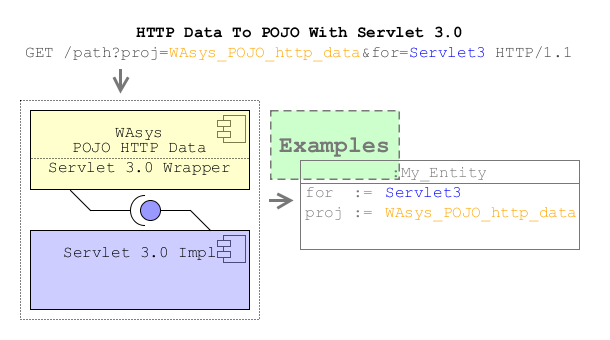 HTTP Data To POJO With Servlet 3.0
GET /path?proj=WAsys_POJO_http_data&for=Servlet3 HTTP/1.1
WAsys
POJO HTTP Data
Servlet 3.0 Wrapper
Servlet 3.0 Impl
Examples
:My_Entity
for := Servlet3
proj := WAsys_POJO_http_data